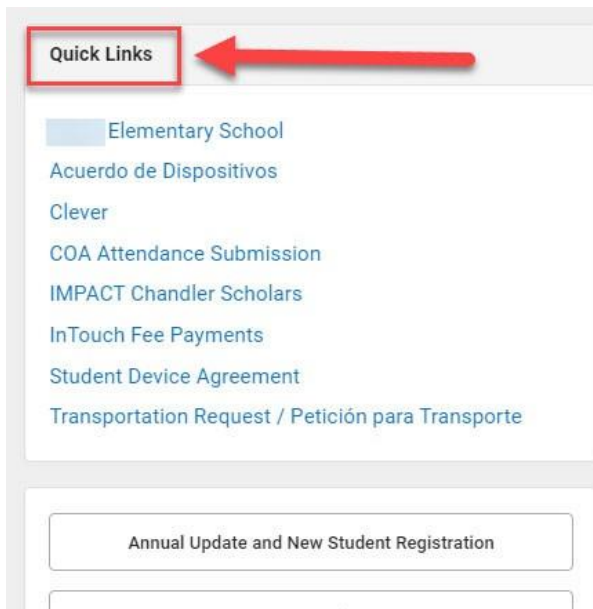 Quick Links
Elementary School
Acuerdo de Dispositivos
Clever
COA Attendance Submission
IMPACT Chandler Scholars
InTouch Fee Payments
Student Device Agreement
Transportation Request / Petición para Transporte
Annual Update and New Student Registration